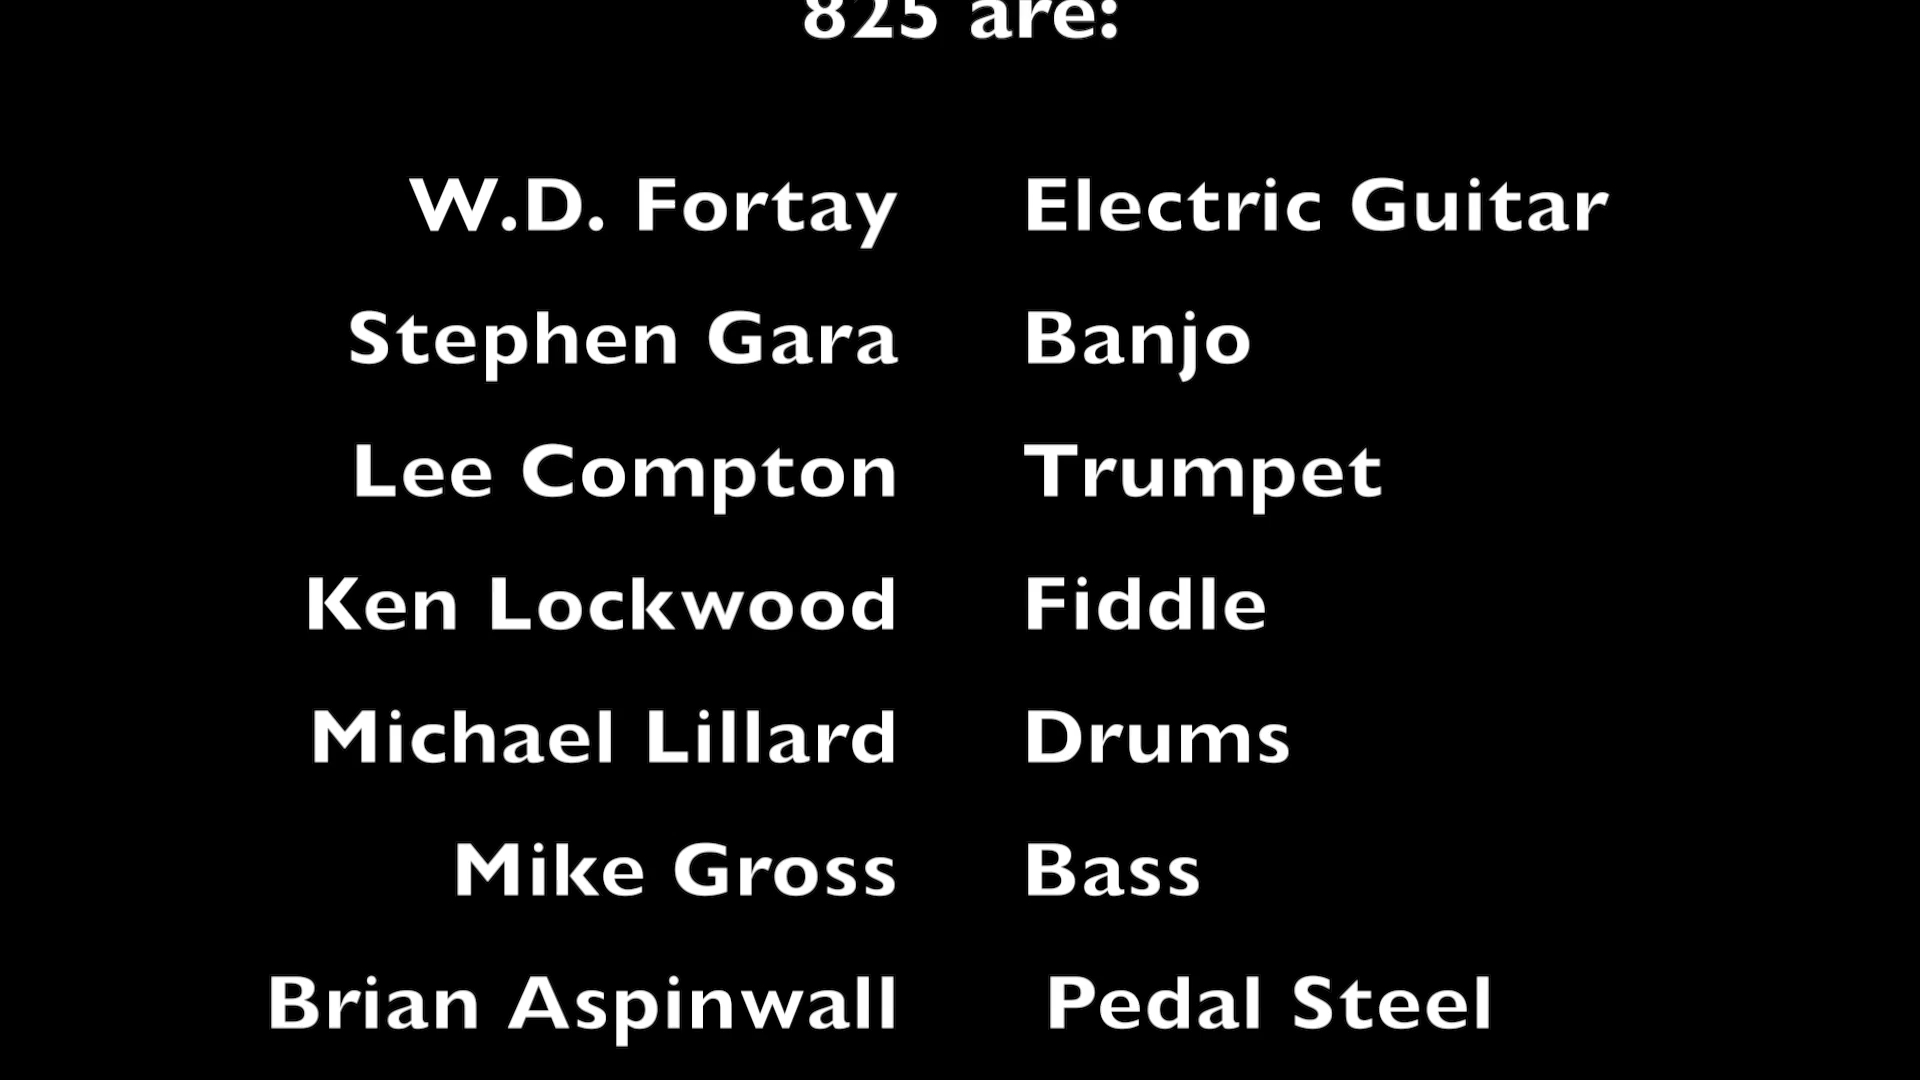 825 are:
W.D. Fortay Electric Guitar
Stephen Gara Banjo
Lee Compton Trumpet
Ken Lockwood Fiddle
Michael Lillard Drums
Mike Gross Bass
Brian Aspinwall Pedal Steel